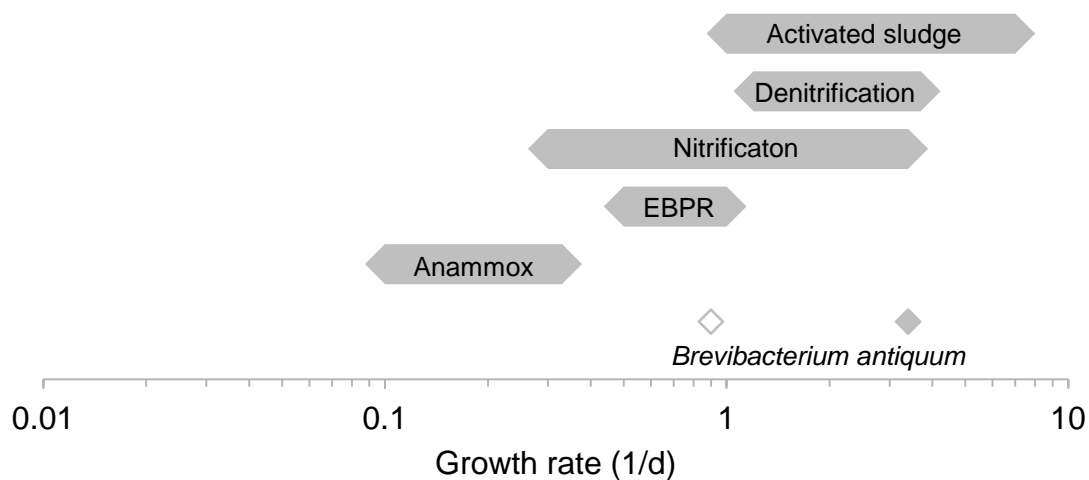 Activated sludge
Denitrification
Nitrificaton
EBPR
Anammox
Brevibacterium antiquum
0.01 0.1 1 10
Growth rate (1/d)